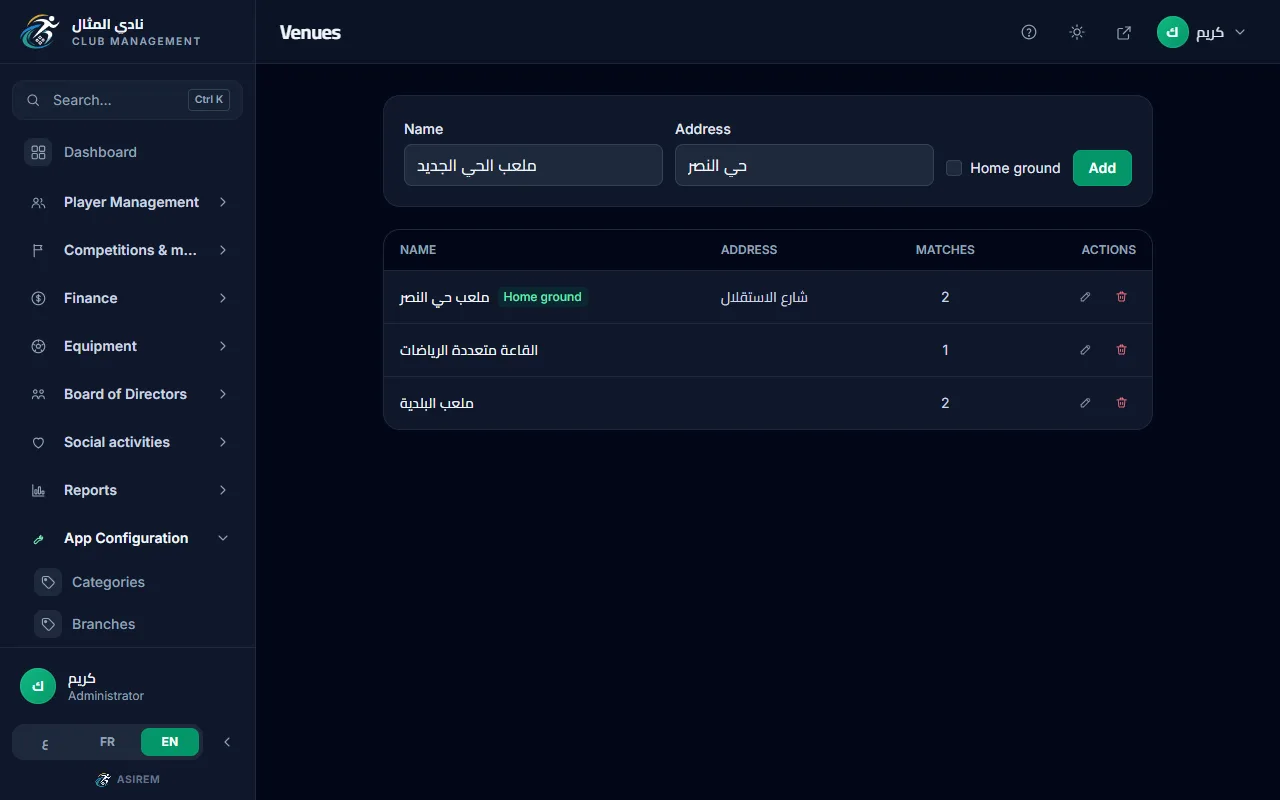 نادي المثال
CLUB MANAGEMENT
Venues
كريم
ك
Search...
Ctrl K
Dashboard
Player Management
Competitions & m...
Finance
Equipment
Board of Directors
Social activities
Reports
App Configuration
Categories
Branches
ك
كريم
Administrator
ع
FR
EN
ASIREM
Name
Address
ملعب الحي الجديد
حي النصر
Home ground
Add
NAME ADDRESS MATCHES ACTIONS
ملعب حي النصر Home ground شارع الاستقلال 2
القاعة متعددة الرياضات 1
ملعب البلدية 2